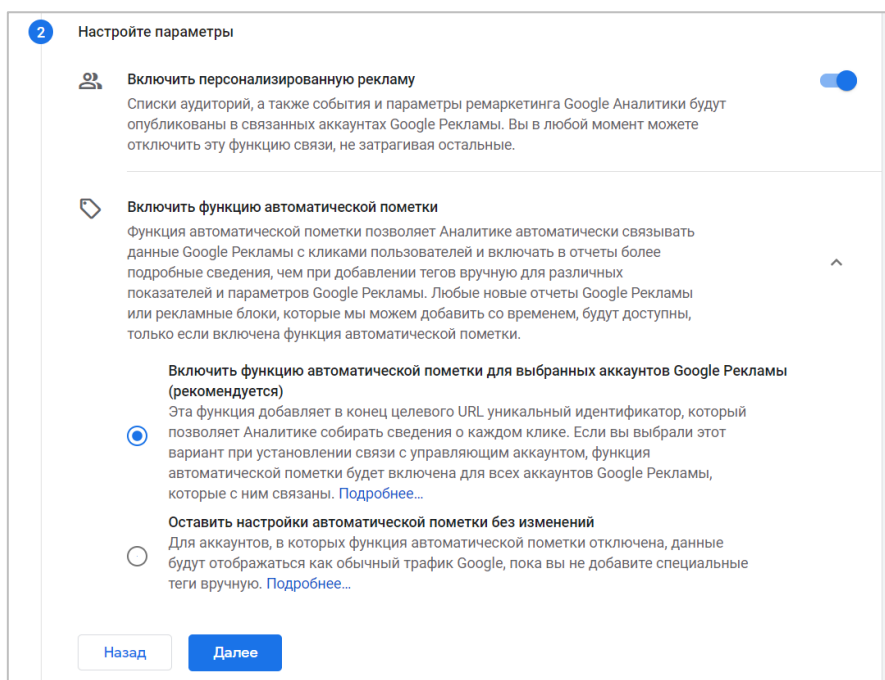 2
Настройте параметры
Включить персонализированную рекламу
Списки аудиторий, а также события и параметры ремаркетинга Google Аналитики будут
опубликованы в связанных аккаунтах Google Рекламы. Вы в любой момент можете
отключить эту функцию связи, не затрагивая остальные.
Включить функцию автоматической пометки
Функция автоматической пометки позволяет Аналитике автоматически связывать
данные Google Рекламы с кликами пользователей и включать в отчеты более
подробные сведения, чем при добавлении тегов вручную для различных
показателей и параметров Google Рекламы. Любые новые отчеты Google Рекламы
или рекламные блоки, которые мы можем добавить со временем, будут доступны,
только если включена функция автоматической пометки.
Включить функцию автоматической пометки для выбранных аккаунтов Google Рекламы
(рекомендуется)
Эта функция добавляет в конец целевого URL уникальный идентификатор, который
позволяет Аналитике собирать сведения о каждом клике. Если вы выбрали этот
вариант при установлении связи с управляющим аккаунтом, функция
автоматической пометки будет включена для всех аккаунтов Google Рекламы,
которые с ним связаны. Подробнее…
Оставить настройки автоматической пометки без изменений
Для аккаунтов, в которых функция автоматической пометки отключена, данные
будут отображаться как обычный трафик Google, пока вы не добавите специальные
теги вручную. Подробнее…
Назад
Далее